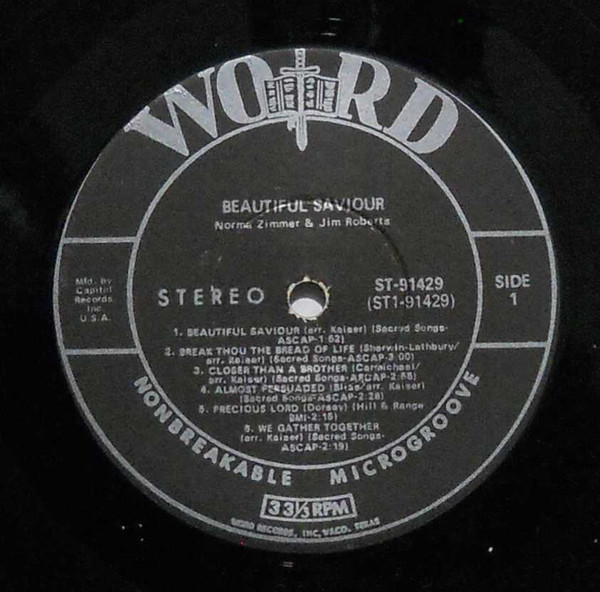 WORD
BEAUTIFUL SAVIOUR
Norma Zimmer & Jim Roberts
Mfd. by
Capitol
Records
Inc.
U.S.A.
STEREO
ST-91429
(ST1-91429)
SIDE
1
1. BEAUTIFUL SAVIOUR (arr. Kaiser) (Sacred Songs-
ASCAP-1:52)
2. BREAK THOU THE BREAD OF LIFE (Sherwin-Lathbury/
arr. Kaiser) (Sacred Songs-ASCAP-3:00)
3. CLOSER THAN A BROTHER (Carmichael/
arr. Kaiser) (Sacred Songs-ASCAP-2:55)
4. ALMOST PERSUADED (Bliss/arr. Kaiser)
(Sacred Songs-ASCAP-2:28)
5. PRECIOUS LORD (Dorsey) (Hill & Range
BMI-2:15)
6. WE GATHER TOGETHER
(arr. Kaiser) (Sacred Songs-
ASCAP-2:19)
NONBREAKABLE MICROGROOVE
33⅓ RPM
WORD RECORDS, INC, WACO, TEXAS